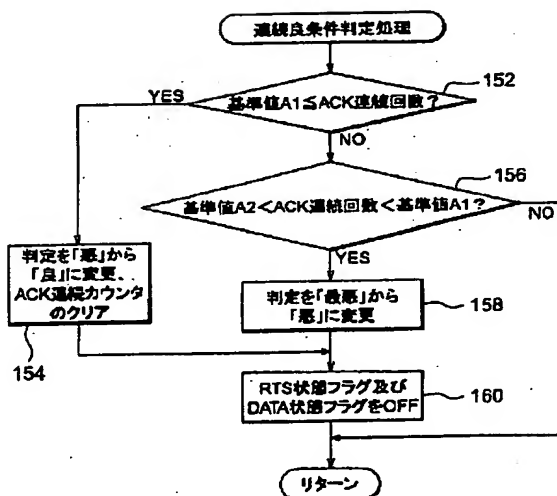 連続良条件判定処理
152
YES
基準値A1≦ACK連続回数?
NO
156
基準値A2<ACK連続回数<基準値A1?
NO
YES
判定を「悪」から
「良」に変更、
ACK連続カウンタ
のクリア
154
判定を「最悪」から
「悪」に変更
158
RTS状態フラグ及び
DATA状態フラグをOFF
160
リターン